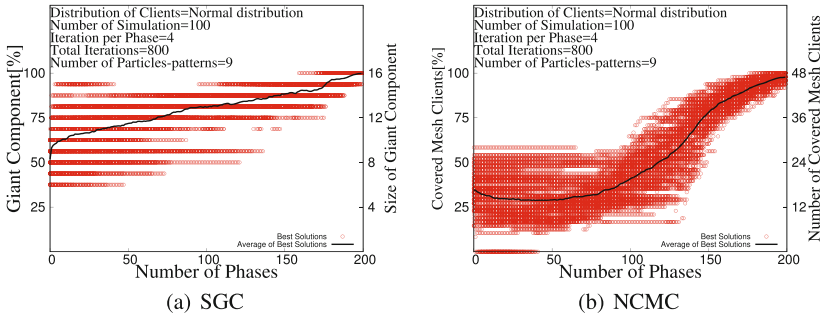 Distribution of Clients=Normal distribution
Number of Simulation=100
Iteration per Phase=4
Total Iterations=800
Number of Particles-patterns=9
Giant Component[%]
100
75
50
25
16
12
8
4
Size of Giant Component
Best Solutions
Average of Best Solutions
0
50
100
150
200
Number of Phases
(a) SGC
Distribution of Clients=Normal distribution
Number of Simulation=100
Iteration per Phase=4
Total Iterations=800
Number of Particles-patterns=9
Covered Mesh Clients[%]
100
75
50
25
48
36
24
12
Number of Covered Mesh Clients
Best Solutions
Average of Best Solutions
0
50
100
150
200
Number of Phases
(b) NCMC